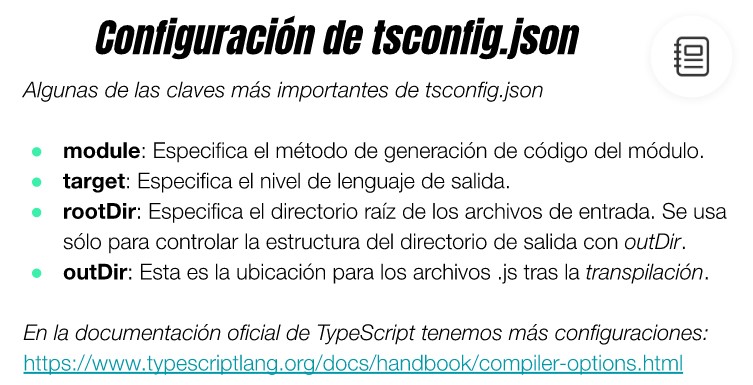 Configuración de tsconfig.json
Algunas de las claves más importantes de tsconfig.json
● module: Especifica el método de generación de código del módulo.
● target: Especifica el nivel de lenguaje de salida.
● rootDir: Especifica el directorio raíz de los archivos de entrada. Se usa
sólo para controlar la estructura del directorio de salida con outDir.
● outDir: Esta es la ubicación para los archivos .js tras la transpilación.
En la documentación oficial de TypeScript tenemos más configuraciones:
https://www.typescriptlang.org/docs/handbook/compiler-options.html